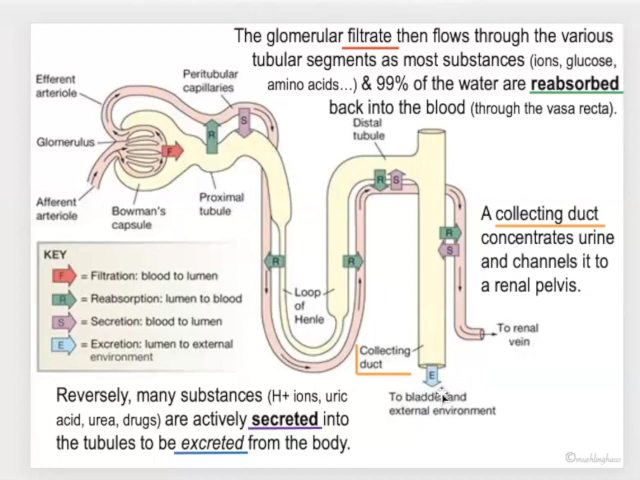 The glomerular filtrate then flows through the various
tubular segments as most substances (ions, glucose,
amino acids…) & 99% of the water are reabsorbed
back into the blood (through the vasa recta).
Efferent
arteriole
Peritubular
capillaries
Distal
tubule
Glomerulus
F
R
S
R
S
Afferent
arteriole
Bowman's
capsule
Proximal
tubule
A collecting duct
concentrates urine
and channels it to
a renal pelvis.
R
S
KEY
F = Filtration: blood to lumen
R = Reabsorption: lumen to blood
S = Secretion: blood to lumen
E = Excretion: lumen to external
environment
R
R
Loop
of
Henle
To renal
vein
Collecting
duct
E
To bladder and
external environment
Reversely, many substances (H+ ions, uric
acid, urea, drugs) are actively secreted into
the tubules to be excreted from the body.